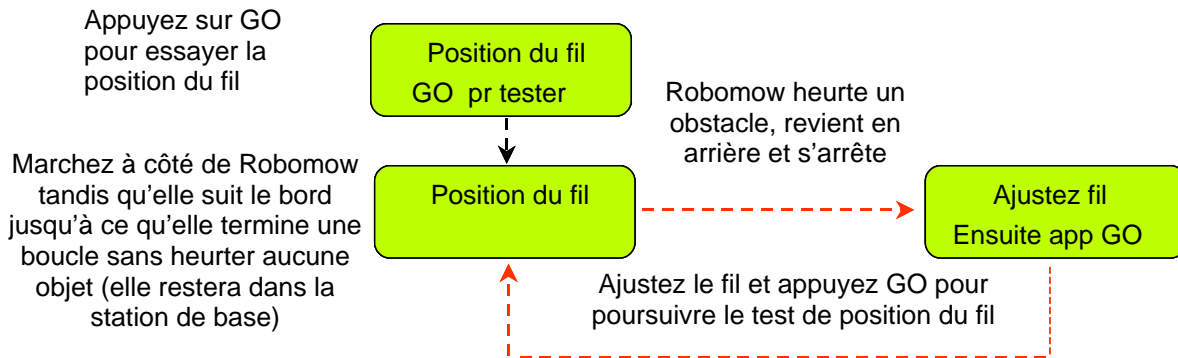 Appuyez sur GO
pour essayer la
position du fil
Position du fil
GO pr tester
Robomow heurte un
obstacle, revient en
arrière et s'arrête
Marchez à côté de Robomow
tandis qu'elle suit le bord
jusqu'à ce qu'elle termine une
boucle sans heurter aucune
objet (elle restera dans la
station de base)
Position du fil
Ajustez fil
Ensuite app GO
Ajustez le fil et appuyez GO pour
poursuivre le test de position du fil